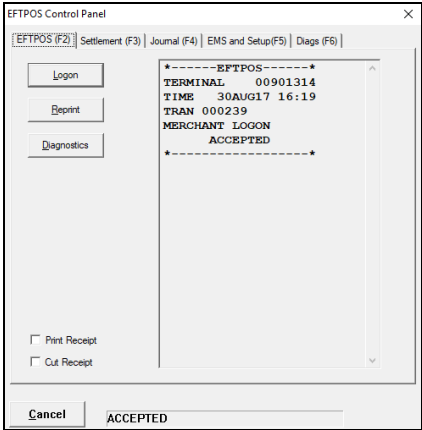 EFTPOS Control Panel
EFTPOS (F2) Settlement (F3) Journal (F4) EMS and Setup(F5) Diags (F6)
Logon
Reprint
Diagnostics
*------EFTPOS------*
TERMINAL 00901314
TIME 30AUG17 16:19
TRAN 000239
MERCHANT LOGON
ACCEPTED
*------------------*
Print Receipt
Cut Receipt
Cancel
ACCEPTED